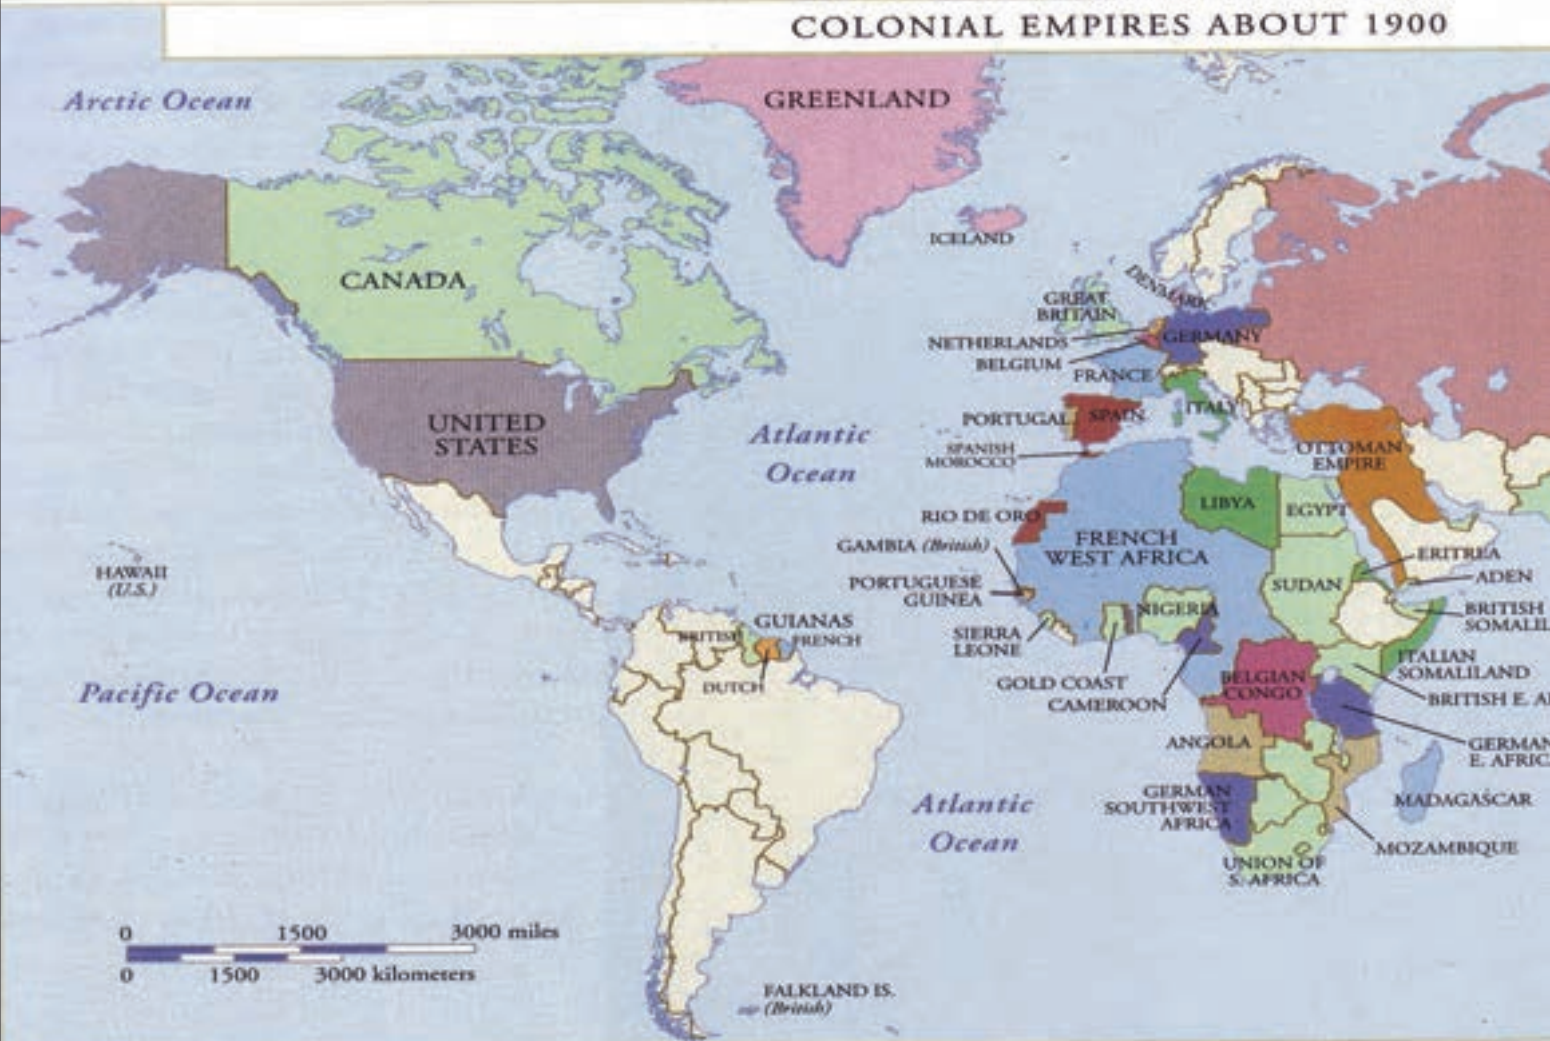 COLONIAL EMPIRES ABOUT 1900
Arctic Ocean
GREENLAND
ICELAND
CANADA
DENMARK
GREAT
BRITAIN
NETHERLANDS
GERMANY
BELGIUM
FRANCE
UNITED
STATES
PORTUGAL
SPAIN
ITALY
Atlantic
Ocean
SPANISH
MOROCCO
OTTOMAN
EMPIRE
LIBYA
EGYPT
RIO DE ORO
GAMBIA (British)
FRENCH
WEST AFRICA
ERITREA
HAWAII
(U.S.)
PORTUGUESE
GUINEA
SUDAN
ADEN
NIGERIA
BRITISH
SOMALIL
GUIANAS
BRITISH
FRENCH
DUTCH
SIERRA
LEONE
GOLD COAST
CAMEROON
BELGIAN
CONGO
ITALIAN
SOMALILAND
BRITISH E. A
Pacific Ocean
ANGOLA
GERMAN
E. AFRIC
GERMAN
SOUTHWEST
AFRICA
MADAGASCAR
Atlantic
Ocean
MOZAMBIQUE
UNION OF
S. AFRICA
0 1500 3000 miles
0 1500 3000 kilometers
FALKLAND IS.
(British)